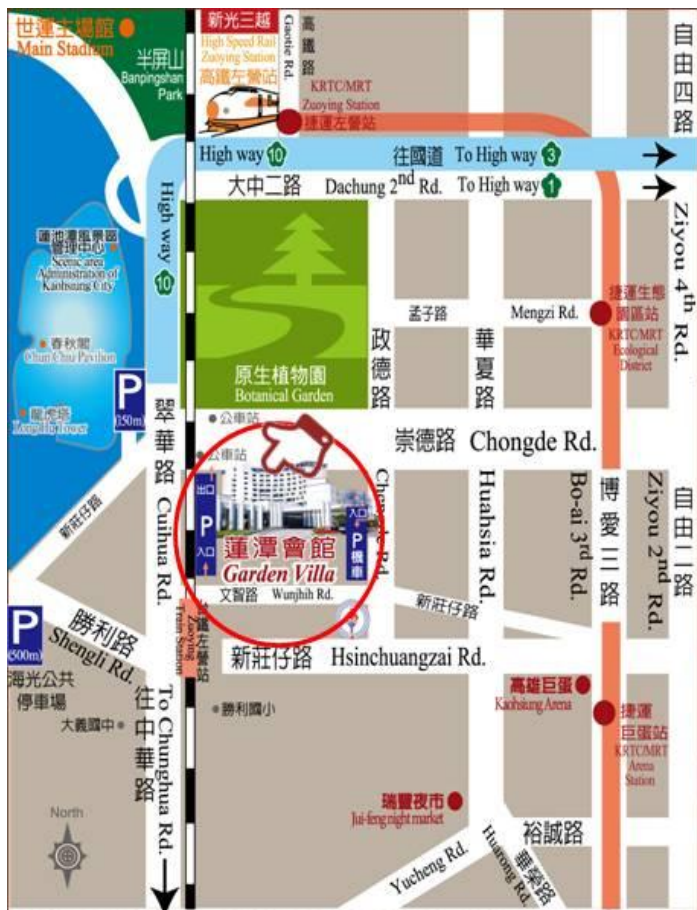 世運主場館
Main Stadium
半屏山
Banpingshan
Park
新光三越
High Speed Rail
Zuoying Station
高鐵左營站
Gaotie Rd.
高鐵路
KRTC/MRT
Zuoying Station
捷運左營站
自由四路
High way 10
往國道
To High way 3
大中二路
Dachung 2nd Rd.
To High way 1
High way 10
Ziyou 4th Rd.
蓮池潭風景區
管理中心
Scenic area
Administration of
Kaohsiung City
春秋閣
Chun Chiu Pavilion
龍虎塔
Long Hu Tower
P
(150m)
原生植物園
Botanical Garden
政德路
孟子路
Mengzi Rd.
華夏路
捷運生態
園區站
KRTC/MRT
Ecological
District
公車站
公車站
崇德路 Chongde Rd.
翠華路
Cuihua Rd.
新莊仔路
出口
P
入口
入口
P
機車
蓮潭會館
Garden Villa
文智路 Wunjhih Rd.
Huahsia Rd.
Bo-ai 3rd Rd.
博愛三路
Ziyou 2nd Rd.
自由二路
新莊仔路
P
(500m)
海光公共
停車場
勝利路
Shengli Rd.
Zuoying
Train Station
新莊仔路 Hsinchuangzai Rd.
大義國中
往中華路
To Chunghua Rd.
勝利國小
高雄巨蛋
Kaohsiung Arena
捷運
巨蛋站
KRTC/MRT
Arena
Station
瑞豐夜市
Jui-feng night market
裕誠路
Yucheng Rd.
Huarong Rd.
華榮路
North